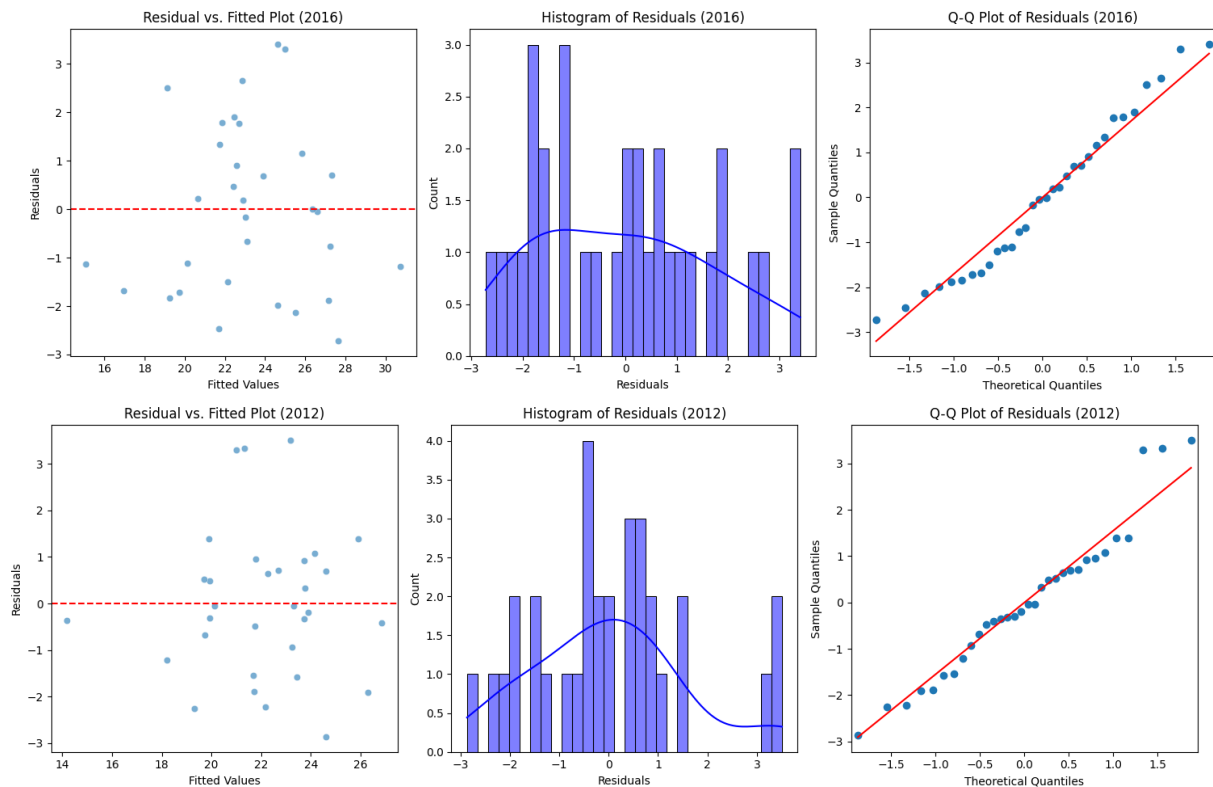 Residual vs. Fitted Plot (2016)
Residuals
3
2
1
0
−1
−2
−3
16 18 20 22 24 26 28 30
Fitted Values
Histogram of Residuals (2016)
Count
3.0
2.5
2.0
1.5
1.0
0.5
0.0
−3 −2 −1 0 1 2 3
Residuals
Q-Q Plot of Residuals (2016)
Sample Quantiles
3
2
1
0
−1
−2
−3
−1.5 −1.0 −0.5 0.0 0.5 1.0 1.5
Theoretical Quantiles
Residual vs. Fitted Plot (2012)
Residuals
3
2
1
0
−1
−2
−3
14 16 18 20 22 24 26
Fitted Values
Histogram of Residuals (2012)
Count
4.0
3.5
3.0
2.5
2.0
1.5
1.0
0.5
0.0
−3 −2 −1 0 1 2 3
Residuals
Q-Q Plot of Residuals (2012)
Sample Quantiles
3
2
1
0
−1
−2
−3
−1.5 −1.0 −0.5 0.0 0.5 1.0 1.5
Theoretical Quantiles